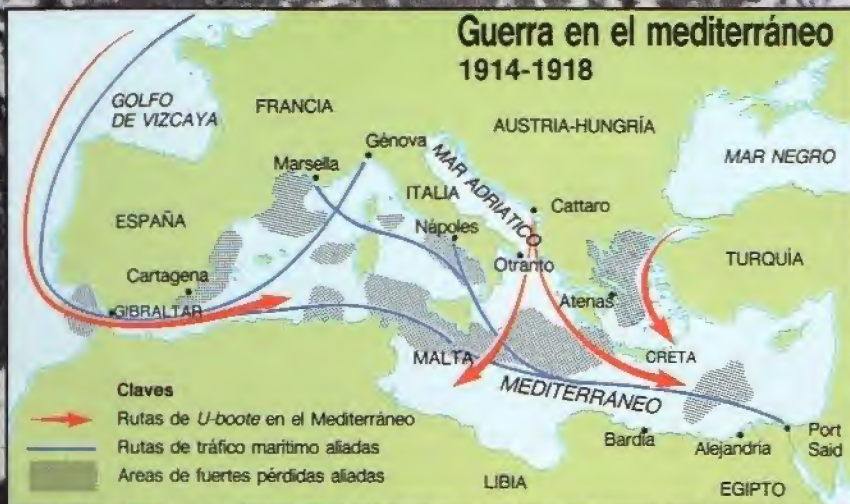 Guerra en el mediterráneo
1914-1918
GOLFO
DE VIZCAYA
FRANCIA
AUSTRIA-HUNGRÍA
MAR NEGRO
Génova
Marsella
MAR ADRIATICO
ITALIA
Cattaro
ESPAÑA
Nápoles
Otranto
TURQUÍA
Cartagena
Atenas
GIBRALTAR
MALTA
CRETA
MEDITERRÁNEO
Claves
Rutas de U-boote en el Mediterráneo
Rutas de tráfico marítimo aliadas
Areas de fuertes pérdidas aliadas
Bardia
Alejandría
Port
Said
LIBIA
EGIPTO